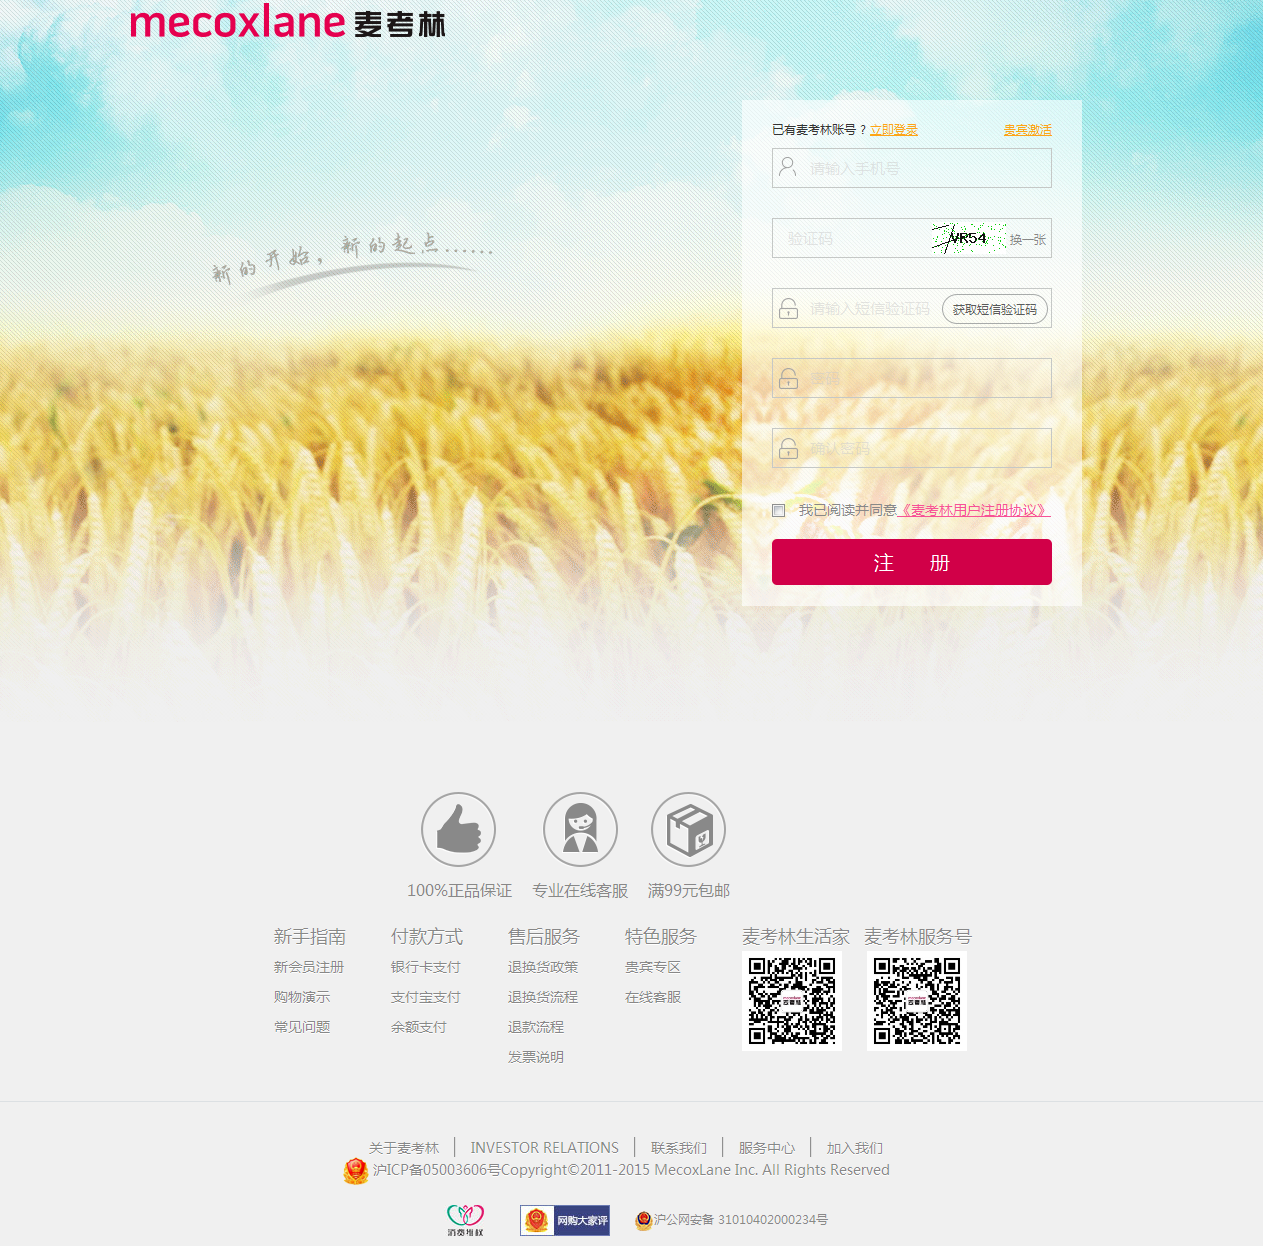 mecoxlane 麦考林
已有麦考林账号？立即登录 贵宾激活
请输入手机号
新的开始，新的起点......
验证码 VR54 换一张
请输入短信验证码 获取短信验证码
密码
确认密码
我已阅读并同意《麦考林用户注册协议》
注 册
100%正品保证 专业在线客服 满99元包邮
新手指南 付款方式 售后服务 特色服务 麦考林生活家 麦考林服务号
新会员注册 银行卡支付 退换货政策 贵宾专区
购物演示 支付宝支付 退换货流程 在线客服
常见问题 余额支付 退款流程
发票说明
关于麦考林 INVESTOR RELATIONS 联系我们 服务中心 加入我们
沪ICP备05003606号Copyright©2011-2015 MecoxLane Inc. All Rights Reserved
消费维权 网购大家评 沪公网安备 31010402000234号